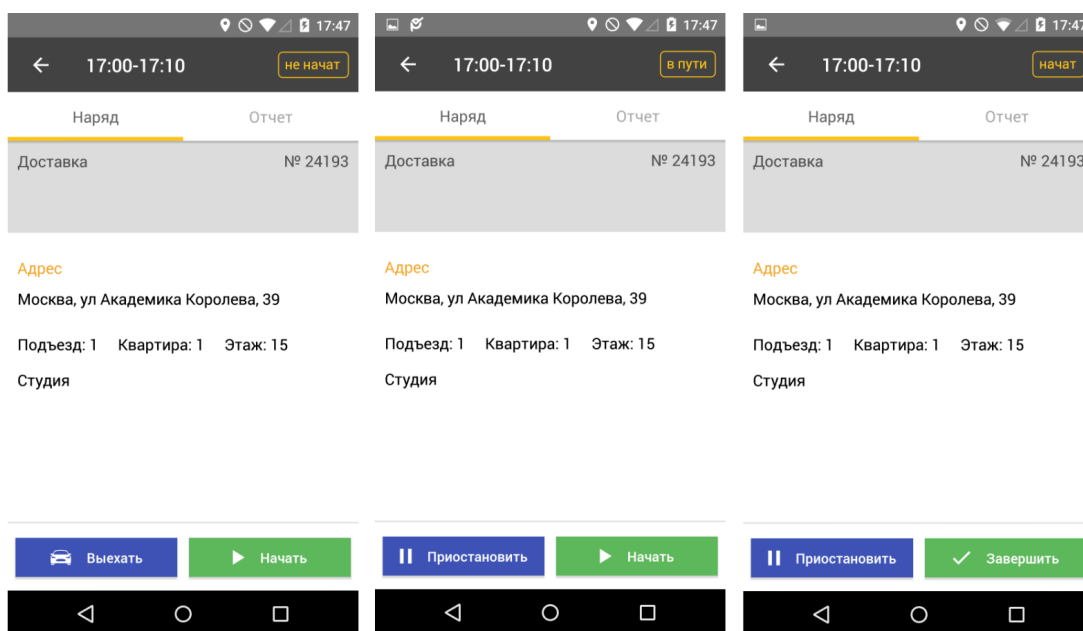 17:47
17:00-17:10
не начат
Наряд
Отчет
Доставка
№ 24193
Адрес
Москва, ул Академика Королева, 39
Подъезд: 1 Квартира: 1 Этаж: 15
Студия
Выехать
Начать
17:47
17:00-17:10
в пути
Наряд
Отчет
Доставка
№ 24193
Адрес
Москва, ул Академика Королева, 39
Подъезд: 1 Квартира: 1 Этаж: 15
Студия
Приостановить
Начать
17:47
17:00-17:10
начат
Наряд
Отчет
Доставка
№ 24193
Адрес
Москва, ул Академика Королева, 39
Подъезд: 1 Квартира: 1 Этаж: 15
Студия
Приостановить
Завершить